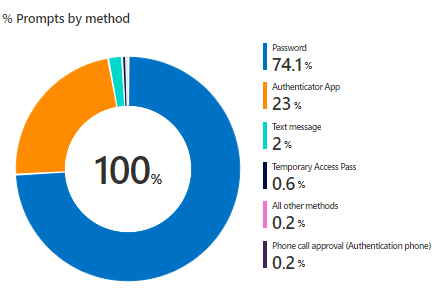 % Prompts by method
100%
Password
74.1%
Authenticator App
23 %
Text message
2 %
Temporary Access Pass
0.6 %
All other methods
0.2 %
Phone call approval (Authentication phone)
0.2 %